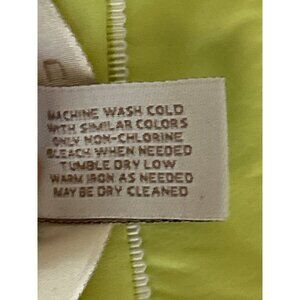 MACHINE WASH COLD
WITH SIMILAR COLORS
ONLY NON-CHLORINE
BLEACH WHEN NEEDED
TUMBLE DRY LOW
WARM IRON AS NEEDED
MAY BE DRY CLEANED